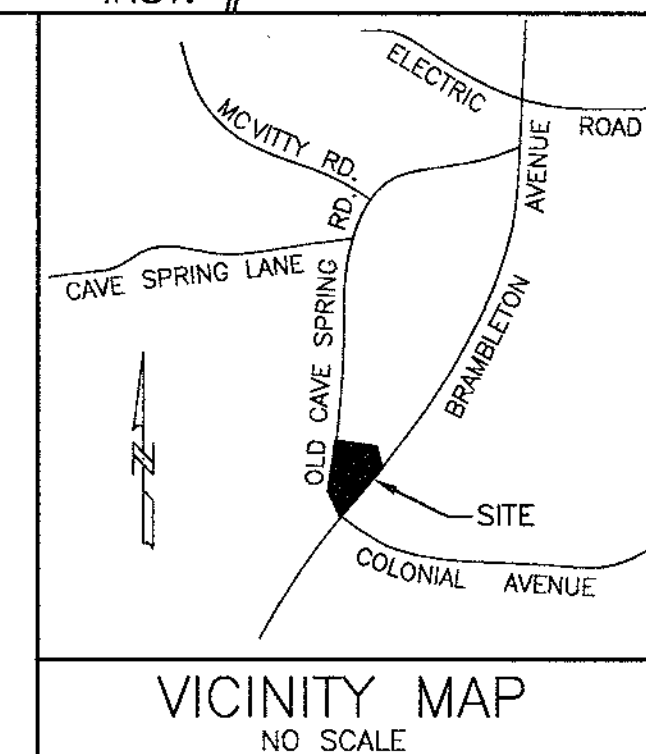 ELECTRIC ROAD
MCVITTY RD.
AVENUE
BRAMBLETON
OLD CAVE SPRING RD.
CAVE SPRING LANE
N
SITE
COLONIAL AVENUE
VICINITY MAP
NO SCALE